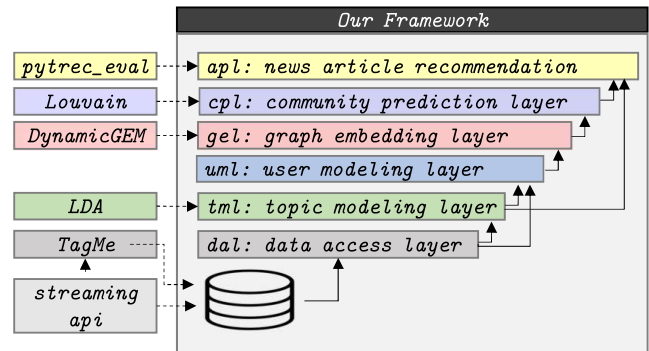 Our Framework
pytrec_eval
apl: news article recommendation
Louvain
cpl: community prediction layer
DynamicGEM
gel: graph embedding layer
uml: user modeling layer
LDA
tml: topic modeling layer
TagMe
dal: data access layer
streaming
api